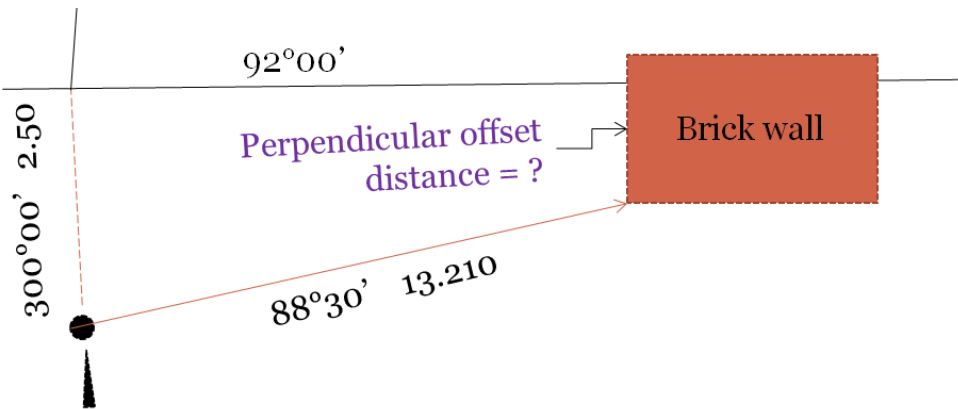 92°00’
Perpendicular offset
distance = ?
Brick wall
300°00’ 2.50
88°30’ 13.210